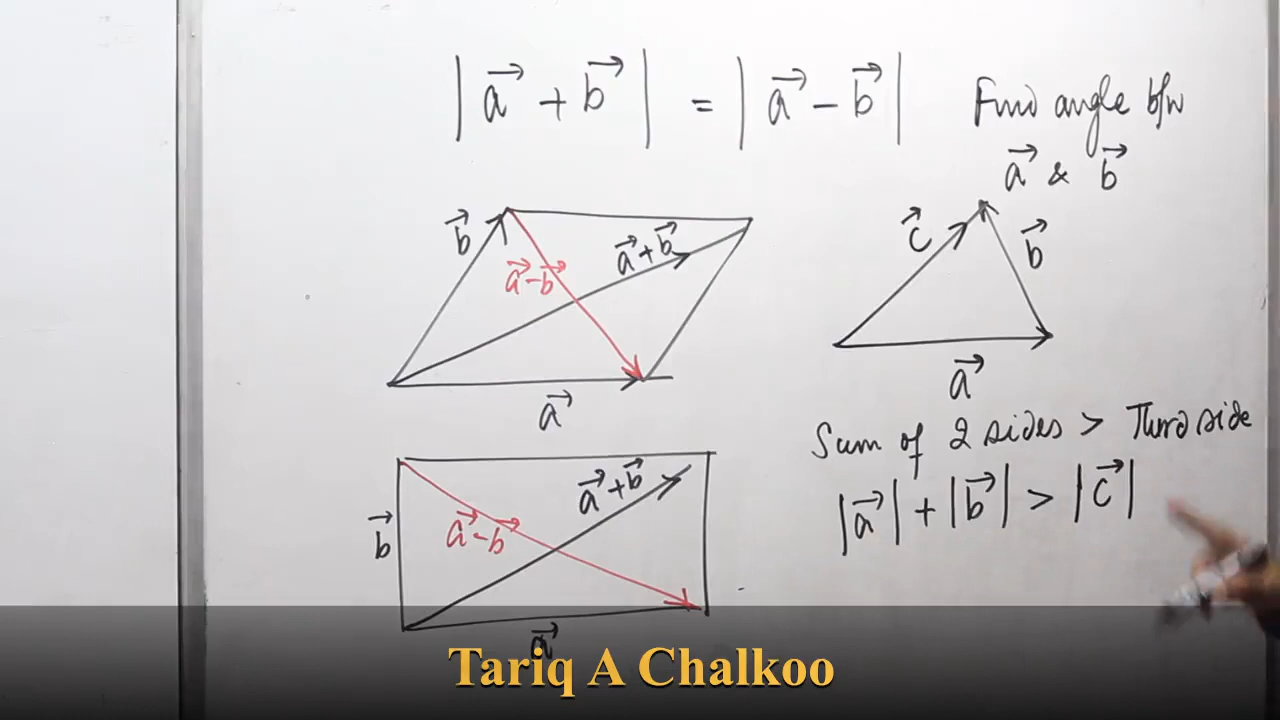 |a⃗ + b⃗| = |a⃗ - b⃗| Find angle b/w
a⃗ & b⃗
b⃗
a⃗+b⃗
a⃗-b⃗
a⃗
c⃗
b⃗
a⃗
Sum of 2 sides > Third side
|a⃗| + |b⃗| > |c⃗|
a⃗+b⃗
b⃗
a⃗-b⃗
a⃗
Tariq A Chalkoo